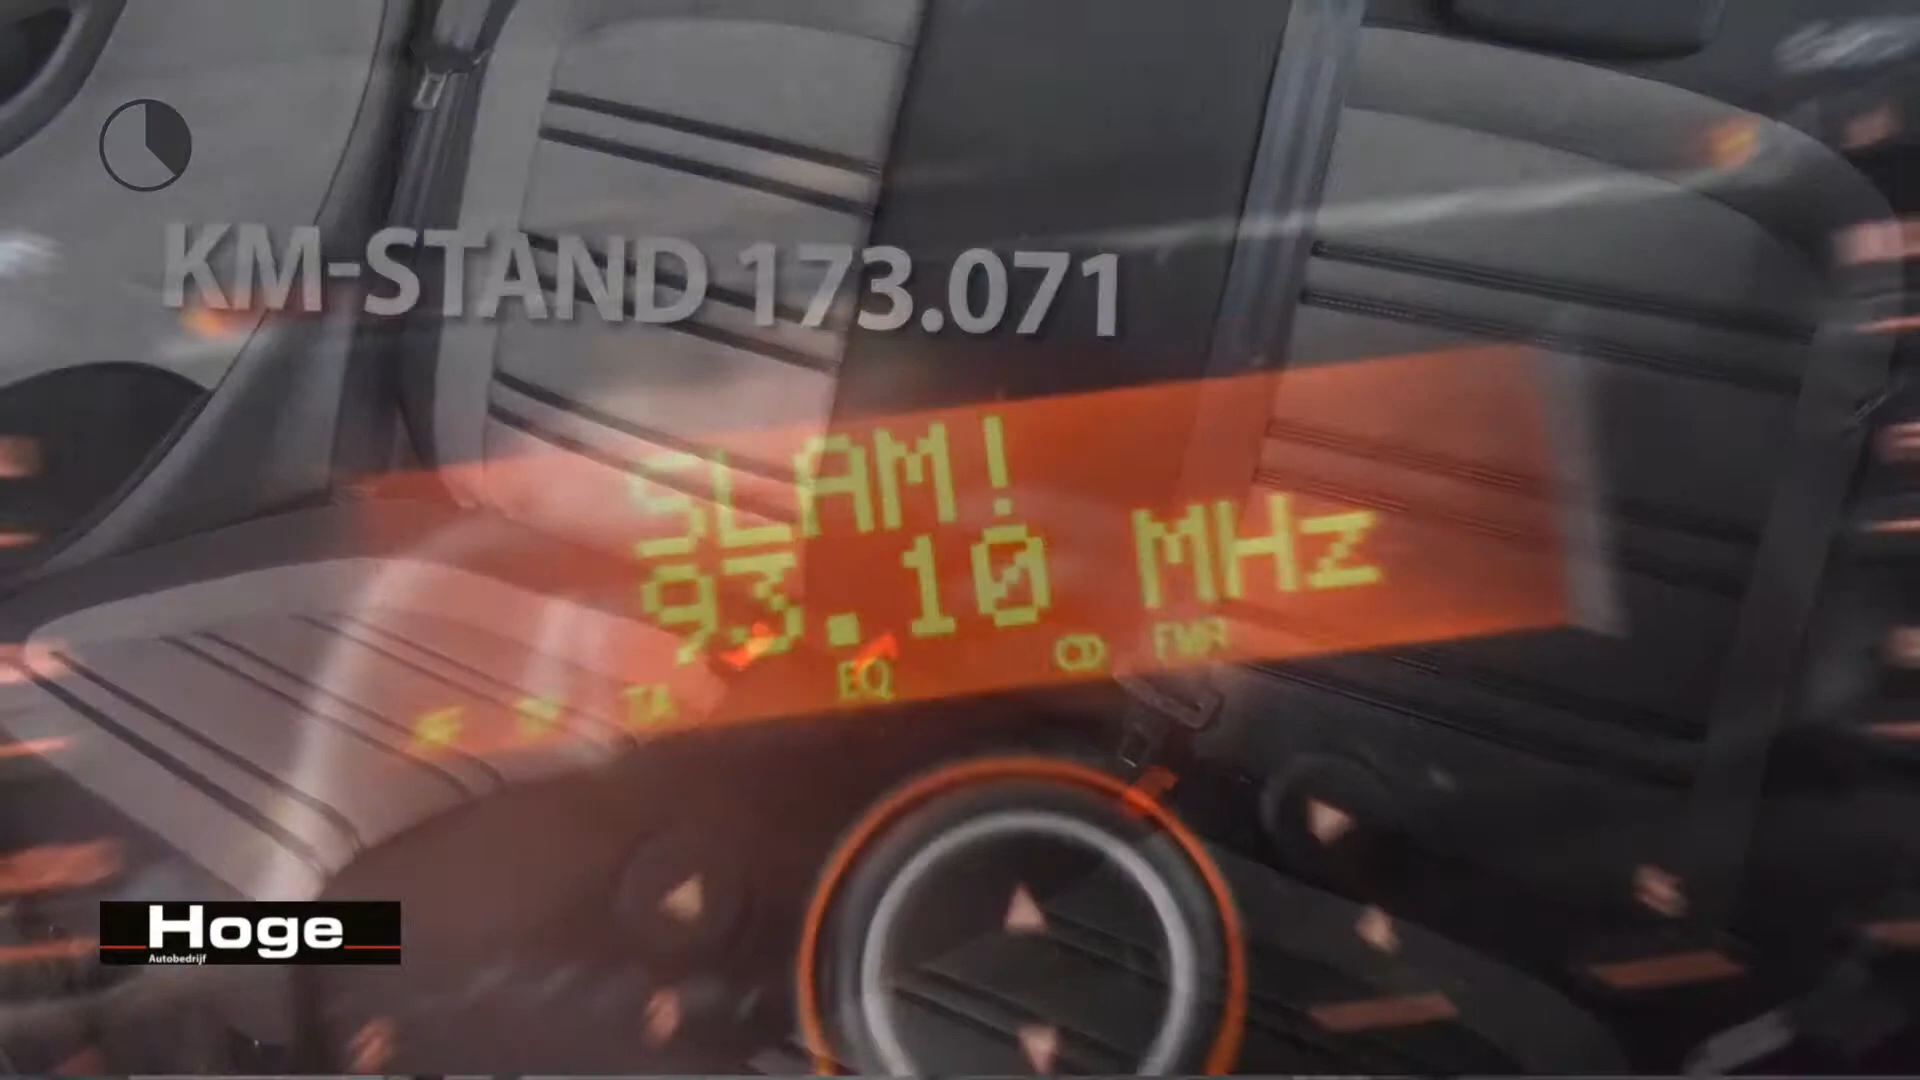 KM-STAND 173.071
SLAM!
93.10 MHz
TA
EQ
CD
Hoge
Autobedrijf